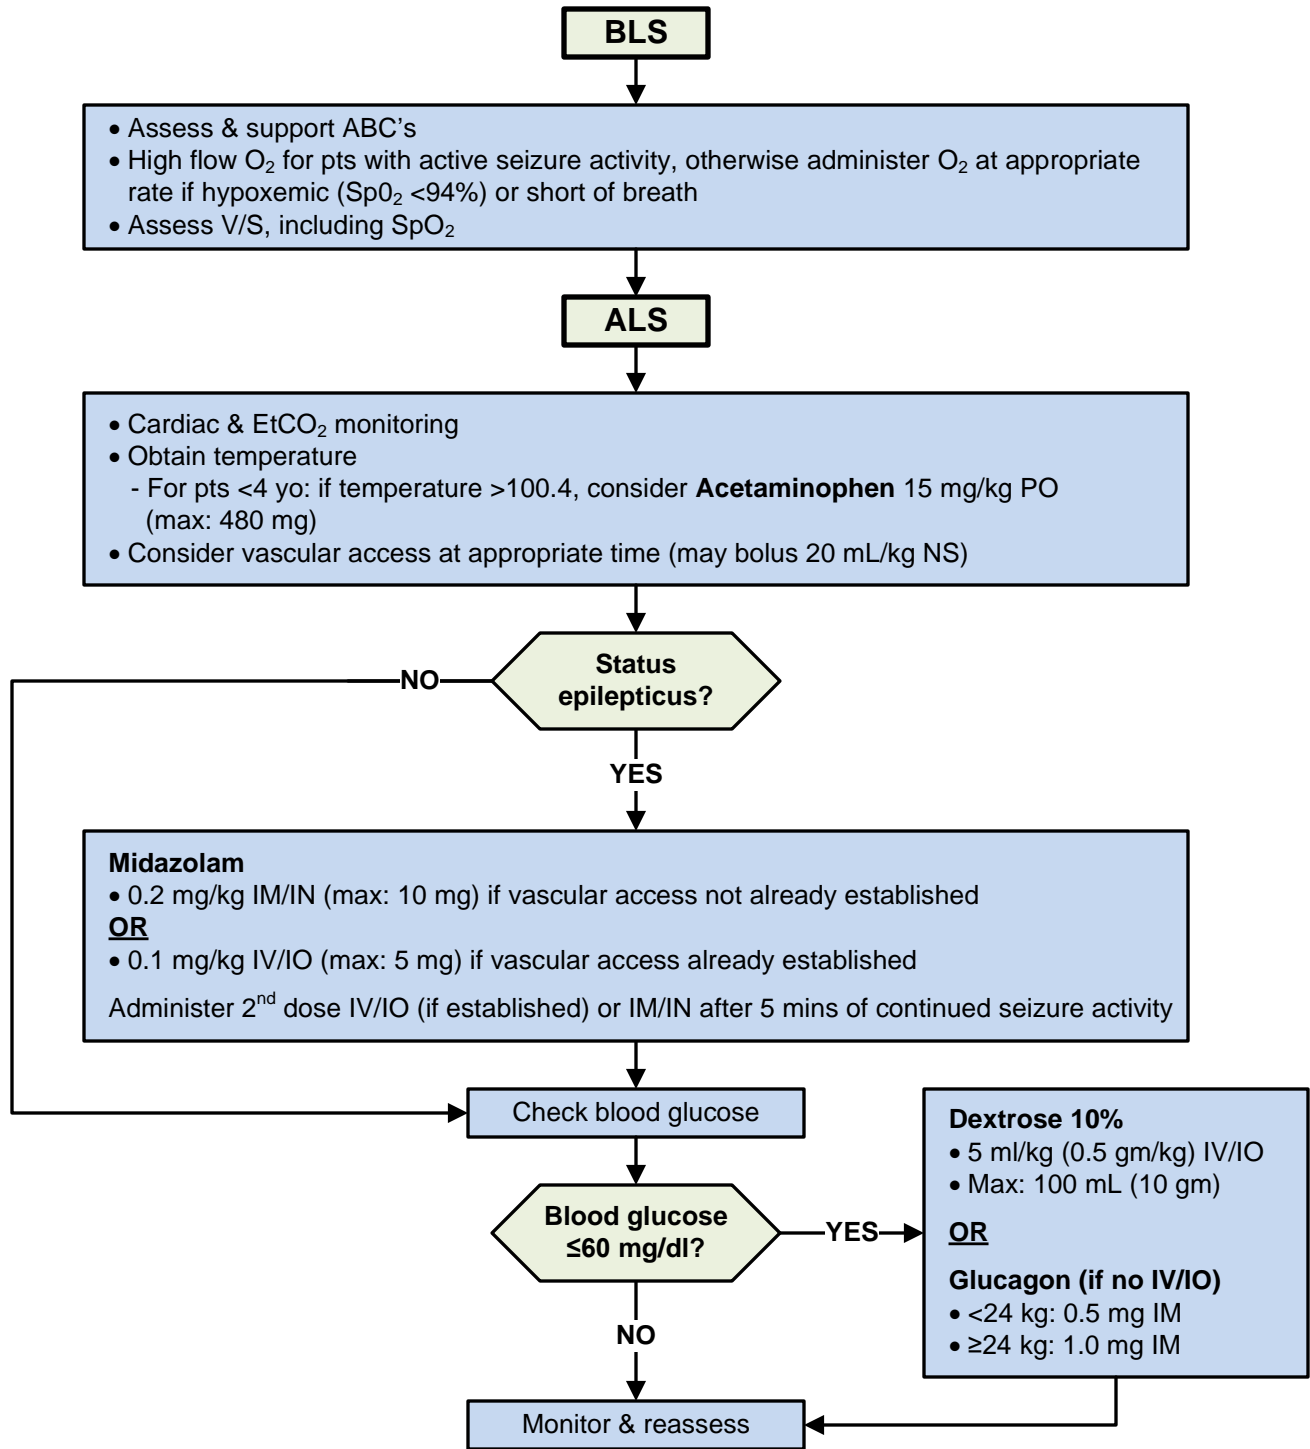 BLS
• Assess & support ABC's
• High flow O₂ for pts with active seizure activity, otherwise administer O₂ at appropriate
rate if hypoxemic (Sp0₂ <94%) or short of breath
• Assess V/S, including SpO₂
ALS
• Cardiac & EtCO₂ monitoring
• Obtain temperature
- For pts <4 yo: if temperature >100.4, consider Acetaminophen 15 mg/kg PO
(max: 480 mg)
• Consider vascular access at appropriate time (may bolus 20 mL/kg NS)
Status
epilepticus?
NO
YES
Midazolam
• 0.2 mg/kg IM/IN (max: 10 mg) if vascular access not already established
OR
• 0.1 mg/kg IV/IO (max: 5 mg) if vascular access already established
Administer 2nd dose IV/IO (if established) or IM/IN after 5 mins of continued seizure activity
Check blood glucose
Blood glucose
≤60 mg/dl?
YES
Dextrose 10%
• 5 ml/kg (0.5 gm/kg) IV/IO
• Max: 100 mL (10 gm)
OR
Glucagon (if no IV/IO)
• <24 kg: 0.5 mg IM
• ≥24 kg: 1.0 mg IM
NO
Monitor & reassess